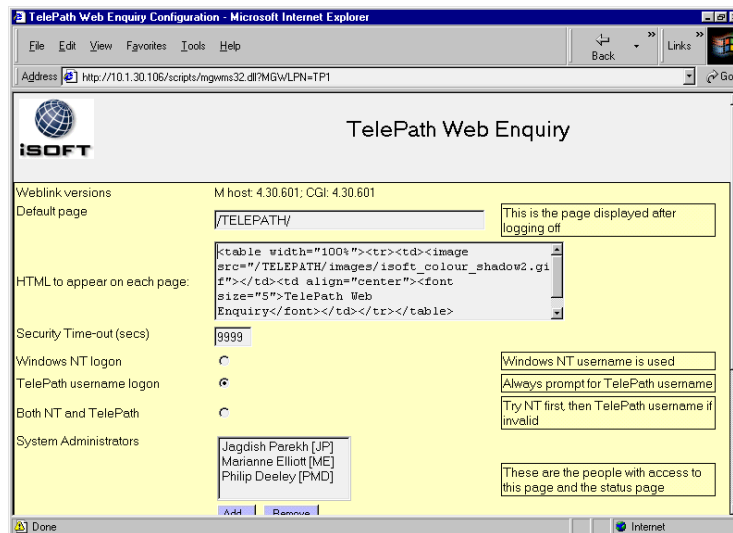 TelePath Web Enquiry Configuration - Microsoft Internet Explorer
File Edit View Favorites Tools Help
Back
» Links »
Address http://10.1.30.106/scripts/mgwms32.dll?MGWLPN=TP1
Go
iSOFT
TelePath Web Enquiry
Weblink versions M host: 4.30.601; CGI: 4.30.601
Default page /TELEPATH/
This is the page displayed after
logging off
HTML to appear on each page:
<table width="100%"><tr><td><image
src="/TELEPATH/images/isoft_colour_shadow2.gi
f"></td><td align="center"><font
size="5">TelePath Web
Enquiry</font></td></tr></table>
Security Time-out (secs) 9999
Windows NT logon Windows NT username is used
TelePath username logon Always prompt for TelePath username
Both NT and TelePath
Try NT first, then TelePath username if
invalid
System Administrators
Jagdish Parekh [JP]
Marianne Elliott [ME]
Philip Deeley [PMD]
These are the people with access to
this page and the status page
Add Remove
Done Internet